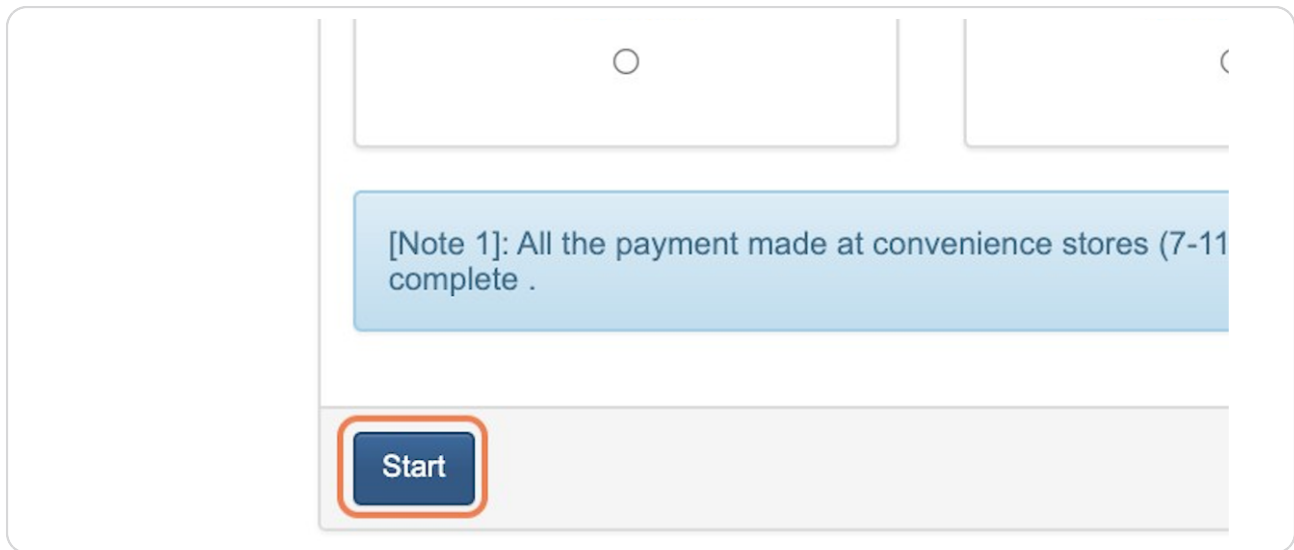 [Note 1]: All the payment made at convenience stores (7-11
complete .
Start